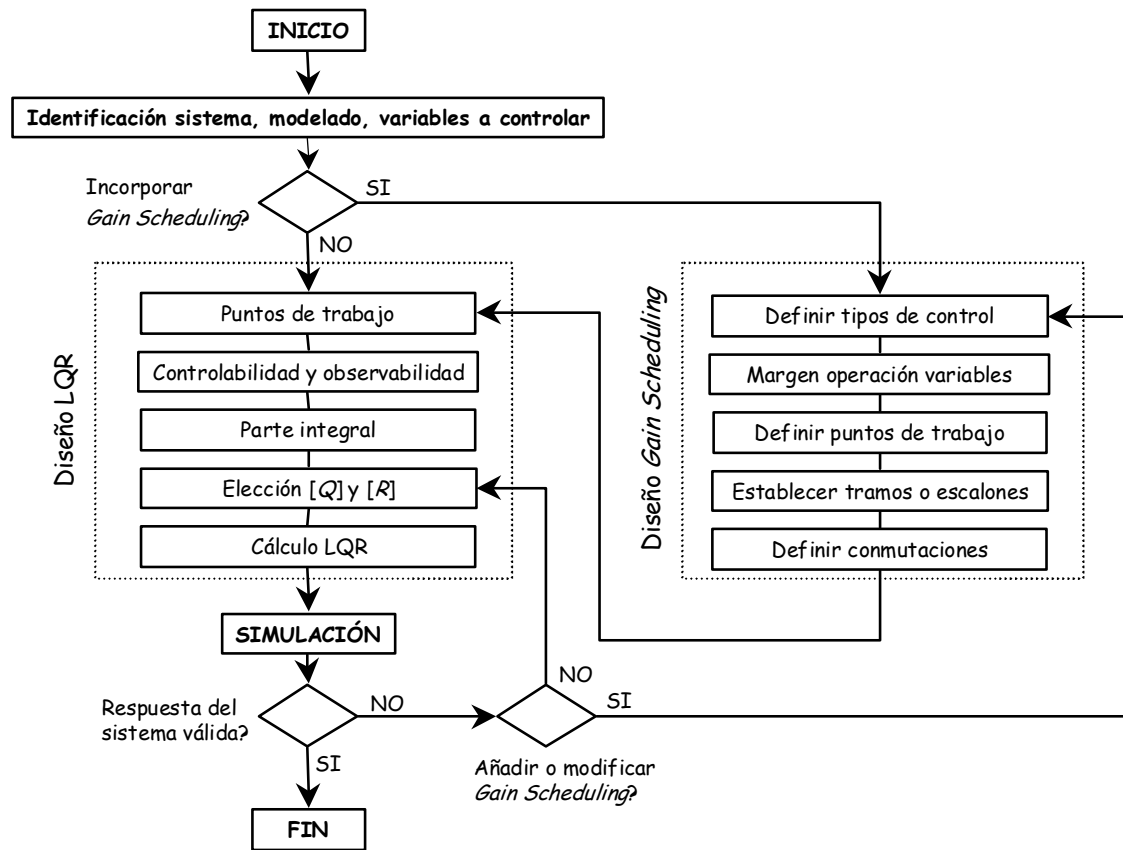 INICIO
Identificación sistema, modelado, variables a controlar
Incorporar
Gain Scheduling?
SI
NO
Diseño LQR
Puntos de trabajo
Controlabilidad y observabilidad
Parte integral
Elección [Q] y [R]
Cálculo LQR
Diseño Gain Scheduling
Definir tipos de control
Margen operación variables
Definir puntos de trabajo
Establecer tramos o escalones
Definir conmutaciones
SIMULACIÓN
Respuesta del
sistema válida?
NO
SI
NO
SI
Añadir o modificar
Gain Scheduling?
FIN